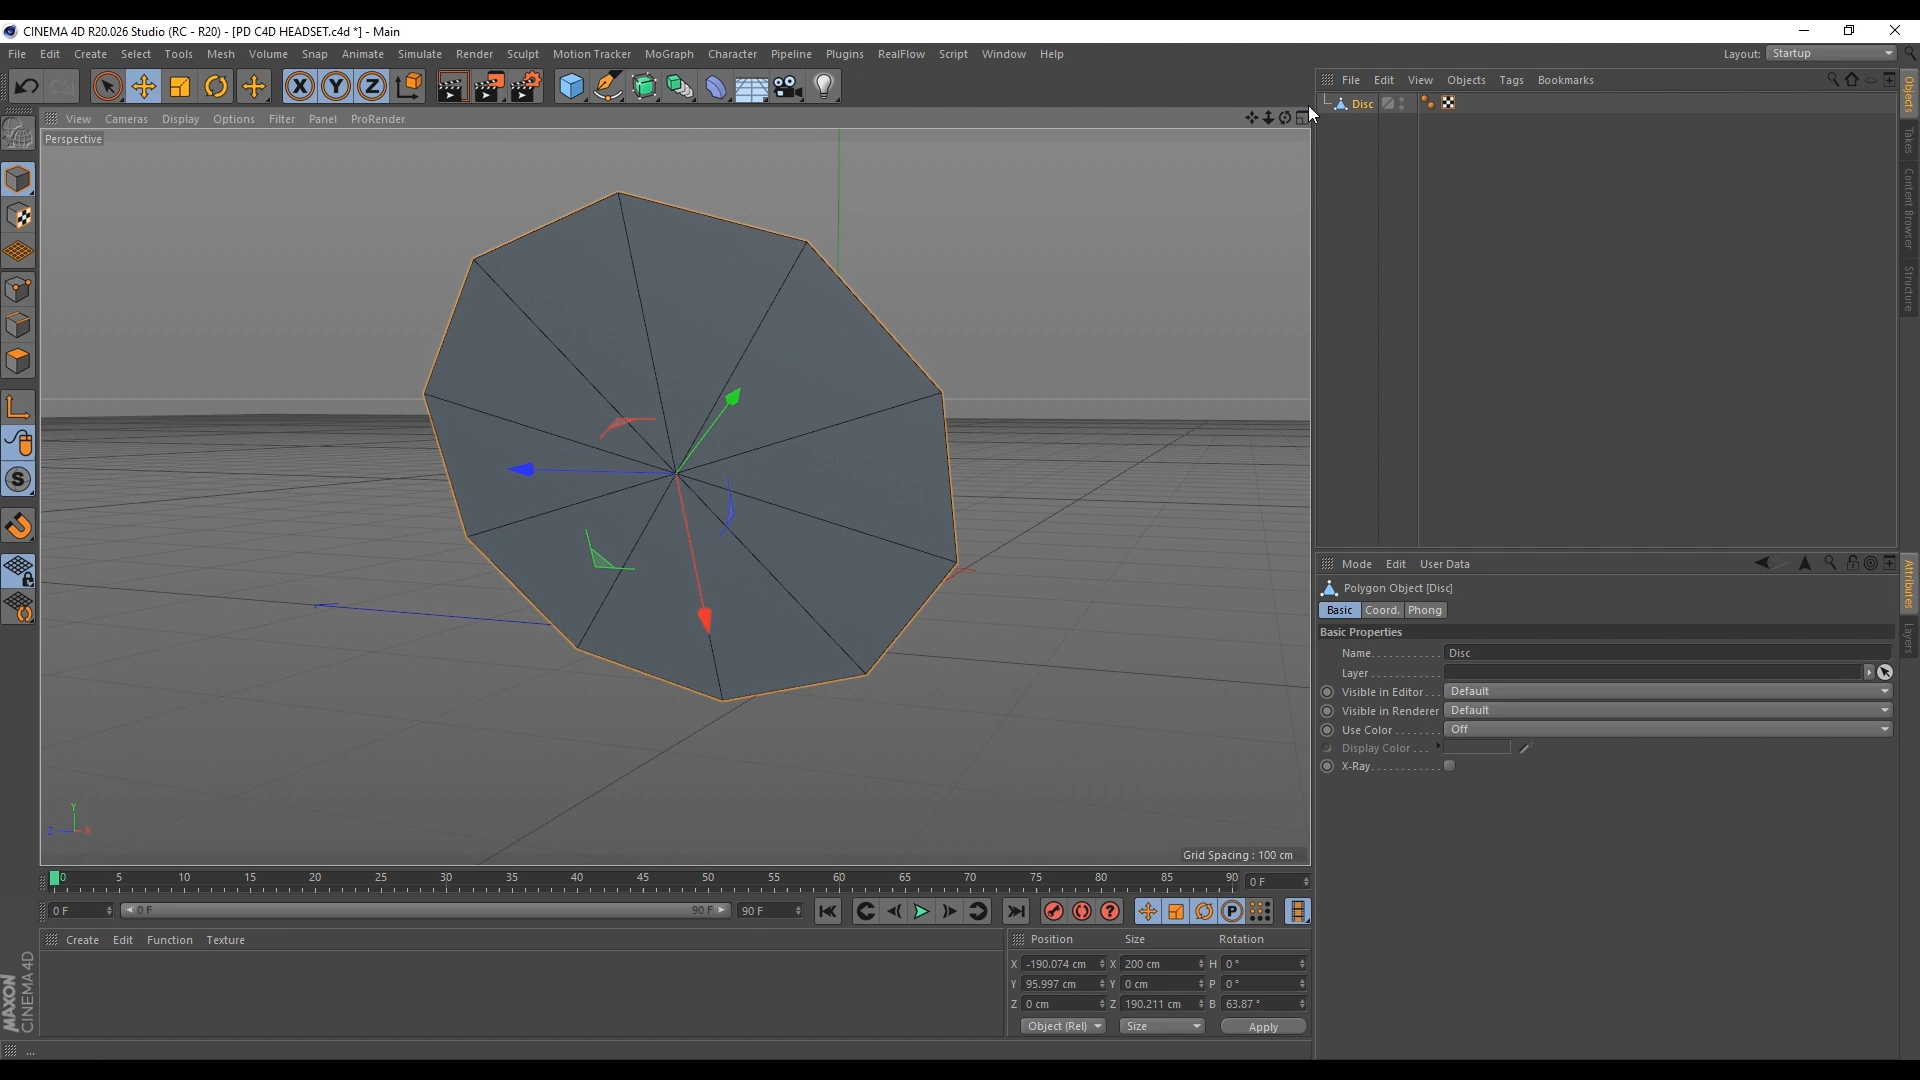 CINEMA 4D R20.026 Studio (RC - R20) - [PD C4D HEADSET.c4d *] - Main
File Edit Create Select Tools Mesh Volume Snap Animate Simulate Render Sculpt Motion Tracker MoGraph Character Pipeline Plugins RealFlow Script Window Help
Layout: Startup
X Y Z
File Edit View Objects Tags Bookmarks
Disc
View Cameras Display Options Filter Panel ProRender
Perspective
Objects
Takes
Content Browser
Structure
Y
Z X
Grid Spacing : 100 cm
Mode Edit User Data
Polygon Object [Disc]
Basic Coord. Phong
Basic Properties
Name Disc
Layer
Visible in Editor Default
Visible in Renderer Default
Use Color Off
Display Color
X-Ray
Attributes
Layers
0 5 10 15 20 25 30 35 40 45 50 55 60 65 70 75 80 85 90 0 F
0 F 0 F 90 F 90 F
Create Edit Function Texture
Position Size Rotation
X -190.074 cm X 200 cm H 0 °
Y 95.997 cm Y 0 cm P 0 °
Z 0 cm Z 190.211 cm B 63.87 °
Object (Rel) Size Apply
MAXON
CINEMA 4D
...